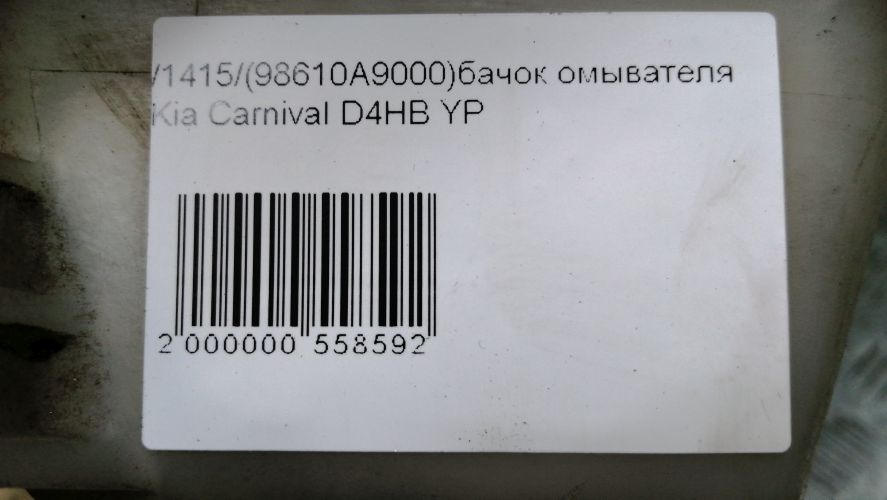 /1415/(98610A9000)бачок омывателя
Kia Carnival D4HB YP
2 000000 558592